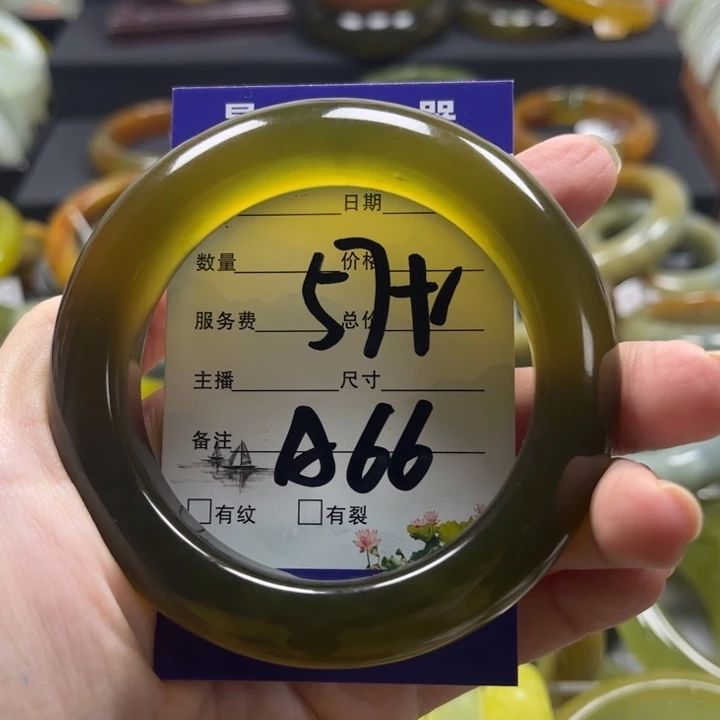 日期
数量 价格
服务费 总价
主播 尺寸
备注 A66
有纹 有裂